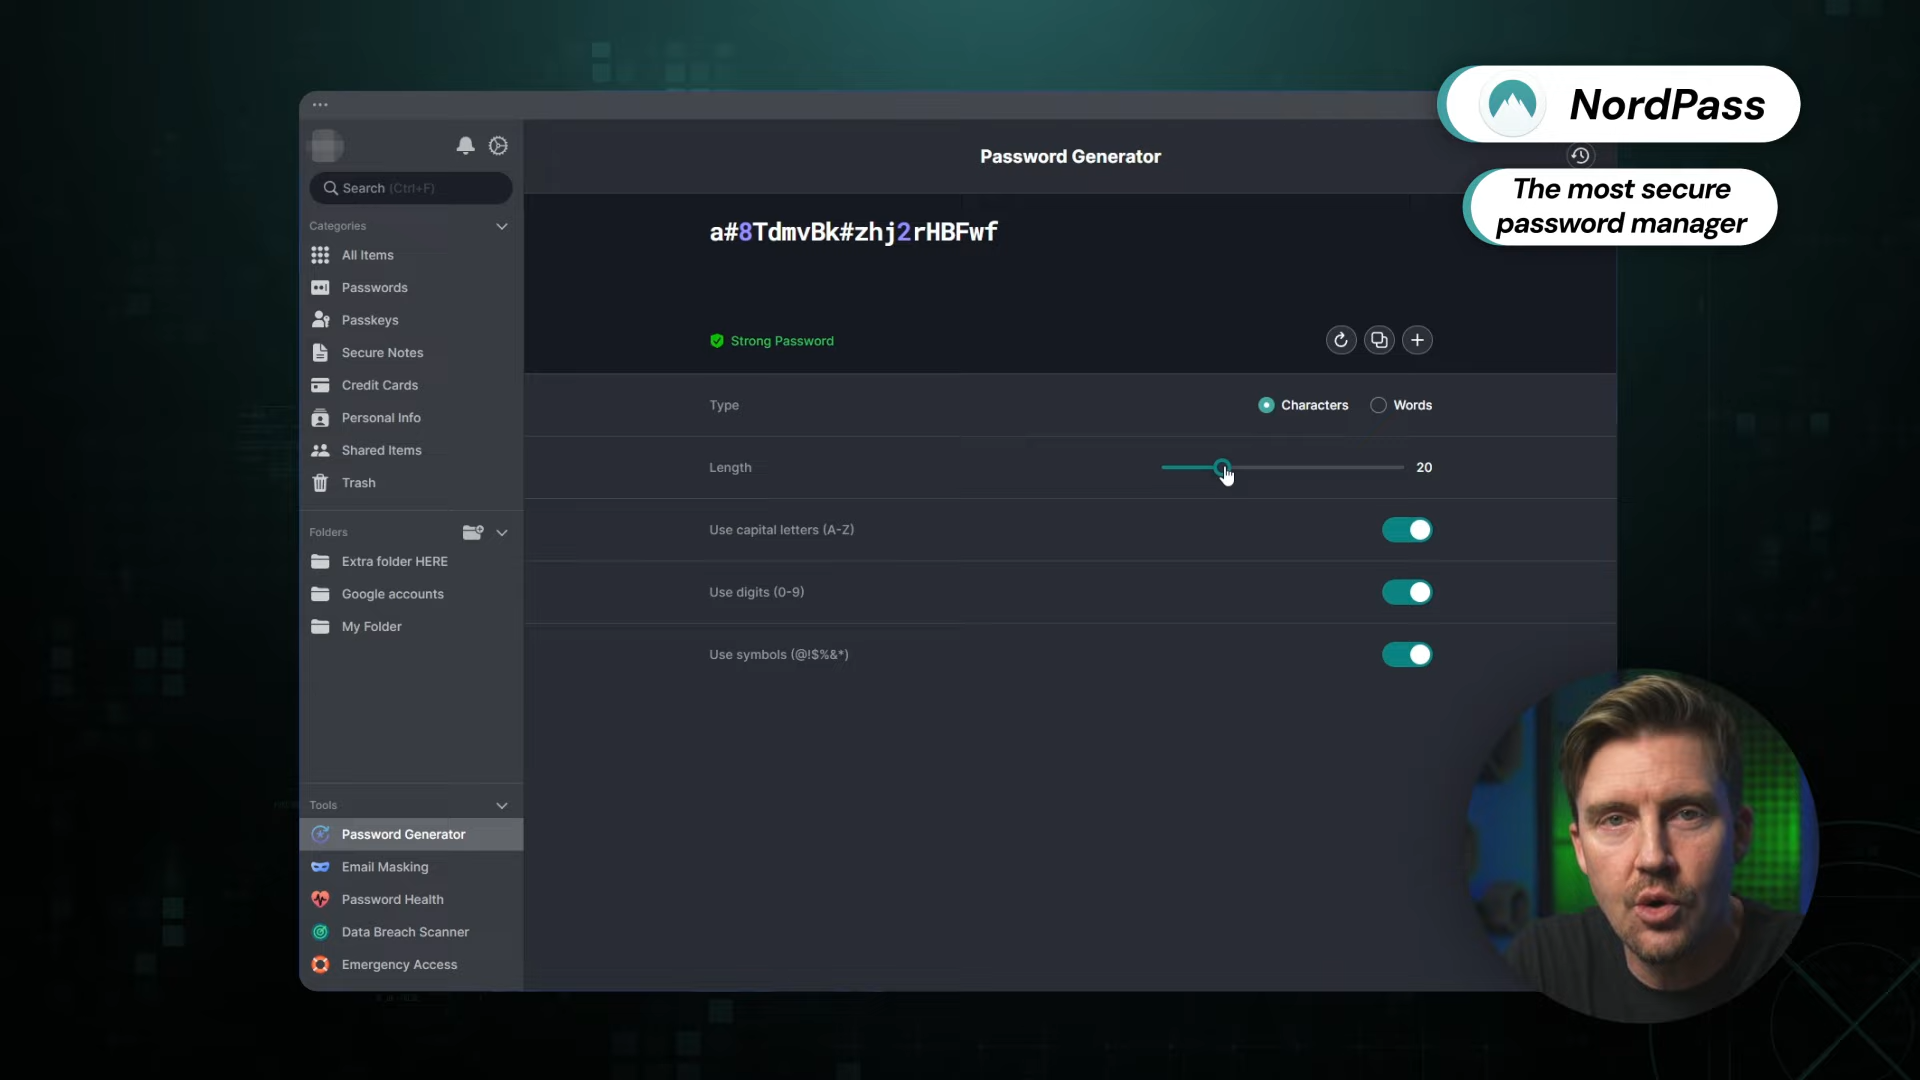 NordPass
The most secure
password manager
Search (Ctrl+F)
Categories
All Items
Passwords
Passkeys
Secure Notes
Credit Cards
Personal Info
Shared Items
Trash
Folders
Extra folder HERE
Google accounts
My Folder
Tools
Password Generator
Email Masking
Password Health
Data Breach Scanner
Emergency Access
Password Generator
a#8TdmvBk#zhj2rHBFwf
Strong Password
Type
Characters
Words
Length
20
Use capital letters (A-Z)
Use digits (0-9)
Use symbols (@!$%&*)